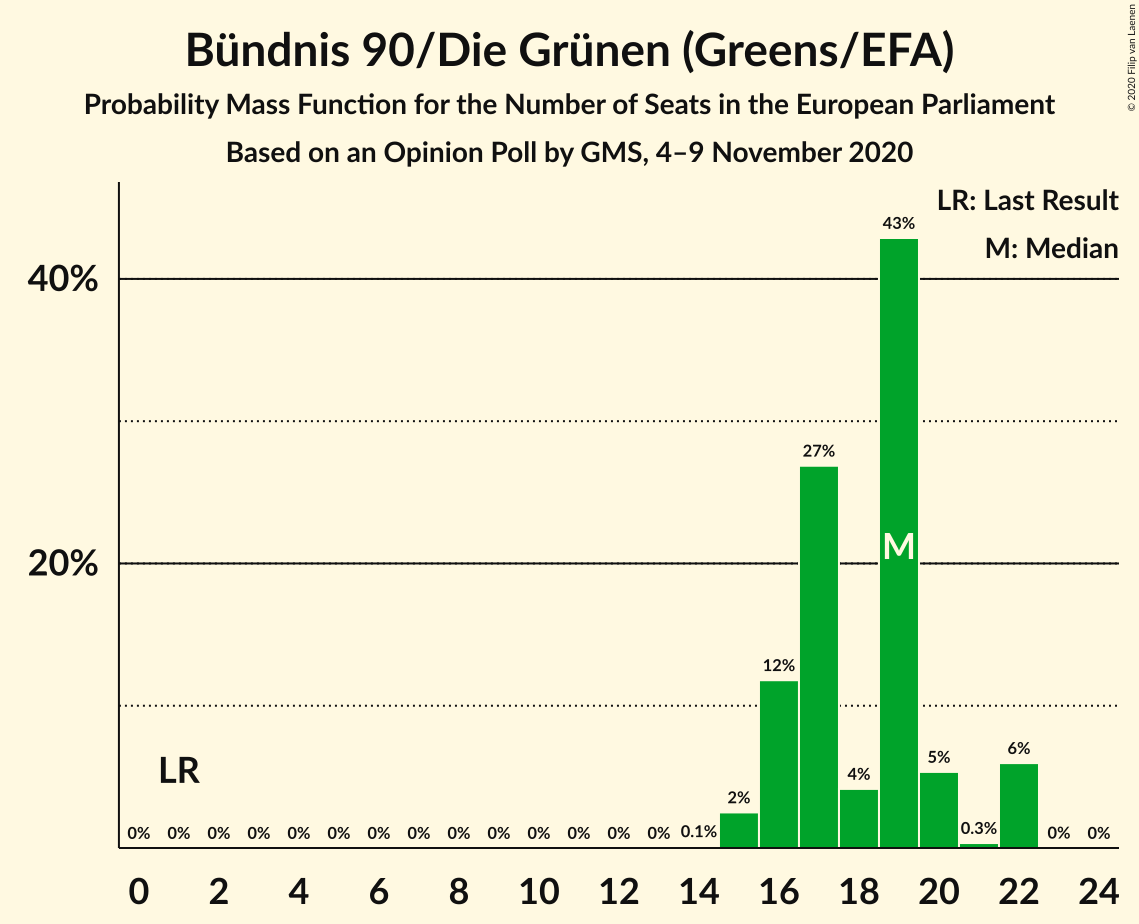 Bündnis 90/Die Grünen (Greens/EFA)
Probability Mass Function for the Number of Seats in the European Parliament
Based on an Opinion Poll by GMS, 4–9 November 2020
© 2020 Filip van Laenen
LR: Last Result
M: Median
43%
40%
27%
M
20%
12%
LR
6%
5%
4%
2%
0% 0% 0% 0% 0% 0% 0% 0% 0% 0% 0% 0% 0% 0% 0.1% 0.3% 0% 0%
0 2 4 6 8 10 12 14 16 18 20 22 24